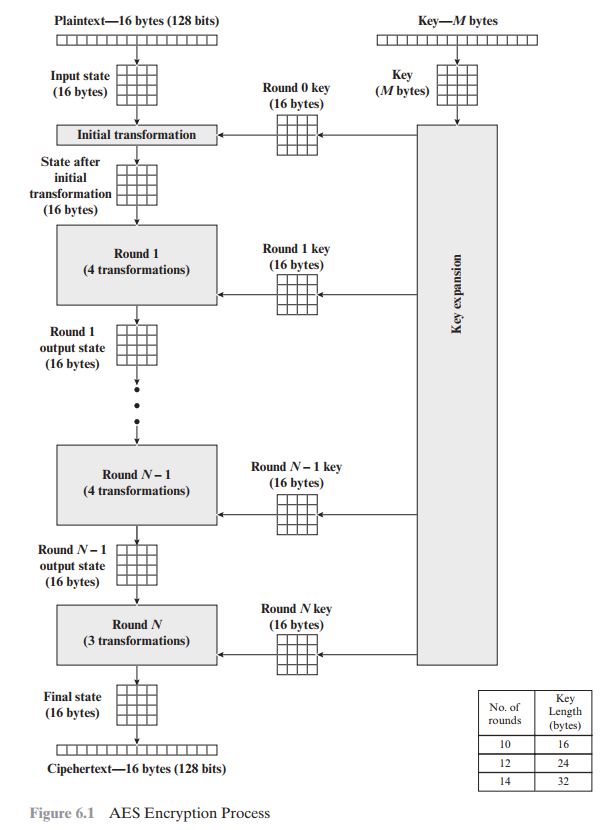 Plaintext—16 bytes (128 bits)
Key—M bytes
Input state
(16 bytes)
Key
(M bytes)
Round 0 key
(16 bytes)
Initial transformation
State after
initial
transformation
(16 bytes)
Round 1
(4 transformations)
Round 1 key
(16 bytes)
Key expansion
Round 1
output state
(16 bytes)
Round N – 1
(4 transformations)
Round N – 1 key
(16 bytes)
Round N – 1
output state
(16 bytes)
Round N
(3 transformations)
Round N key
(16 bytes)
Final state
(16 bytes)
Cipehertext—16 bytes (128 bits)
No. of
rounds
Key
Length
(bytes)
10 16
12 24
14 32
Figure 6.1 AES Encryption Process